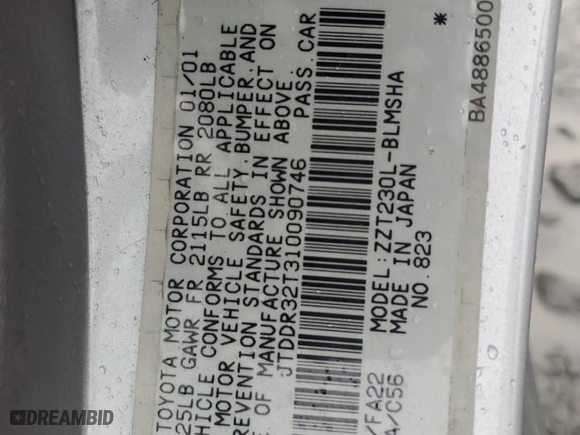 TOYOTA MOTOR CORPORATION 01/01
25LB GAWR FR 2115LB RR 2080LB
HICLE CONFORMS TO ALL APPLICABLE
MOTOR VEHICLE SAFETY, BUMPER, AND
REVENTION STANDARDS IN EFFECT ON
E OF MANUFACTURE SHOWN ABOVE.
JTDDR32T310090746 PASS. CAR
*
FA22 MODEL: ZZT230L-BLMSHA
A/C56 MADE IN JAPAN
NO. 823
BA4886500
DREAMBID